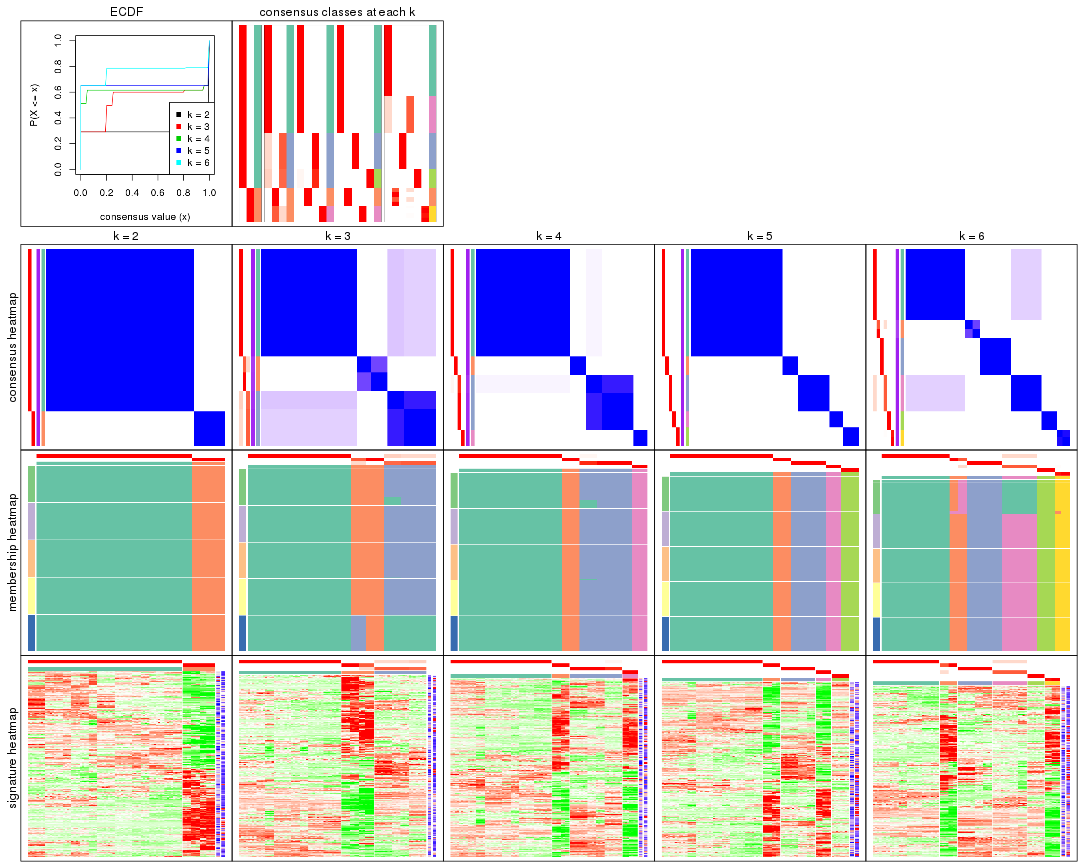 ECDF
consensus classes at each k
P(X <= x)
0.0 0.2 0.4 0.6 0.8 1.0
k = 2
k = 3
k = 4
k = 5
k = 6
0.0 0.2 0.4 0.6 0.8 1.0
consensus value (x)
k = 2
k = 3
k = 4
k = 5
k = 6
consensus heatmap
membership heatmap
signature heatmap